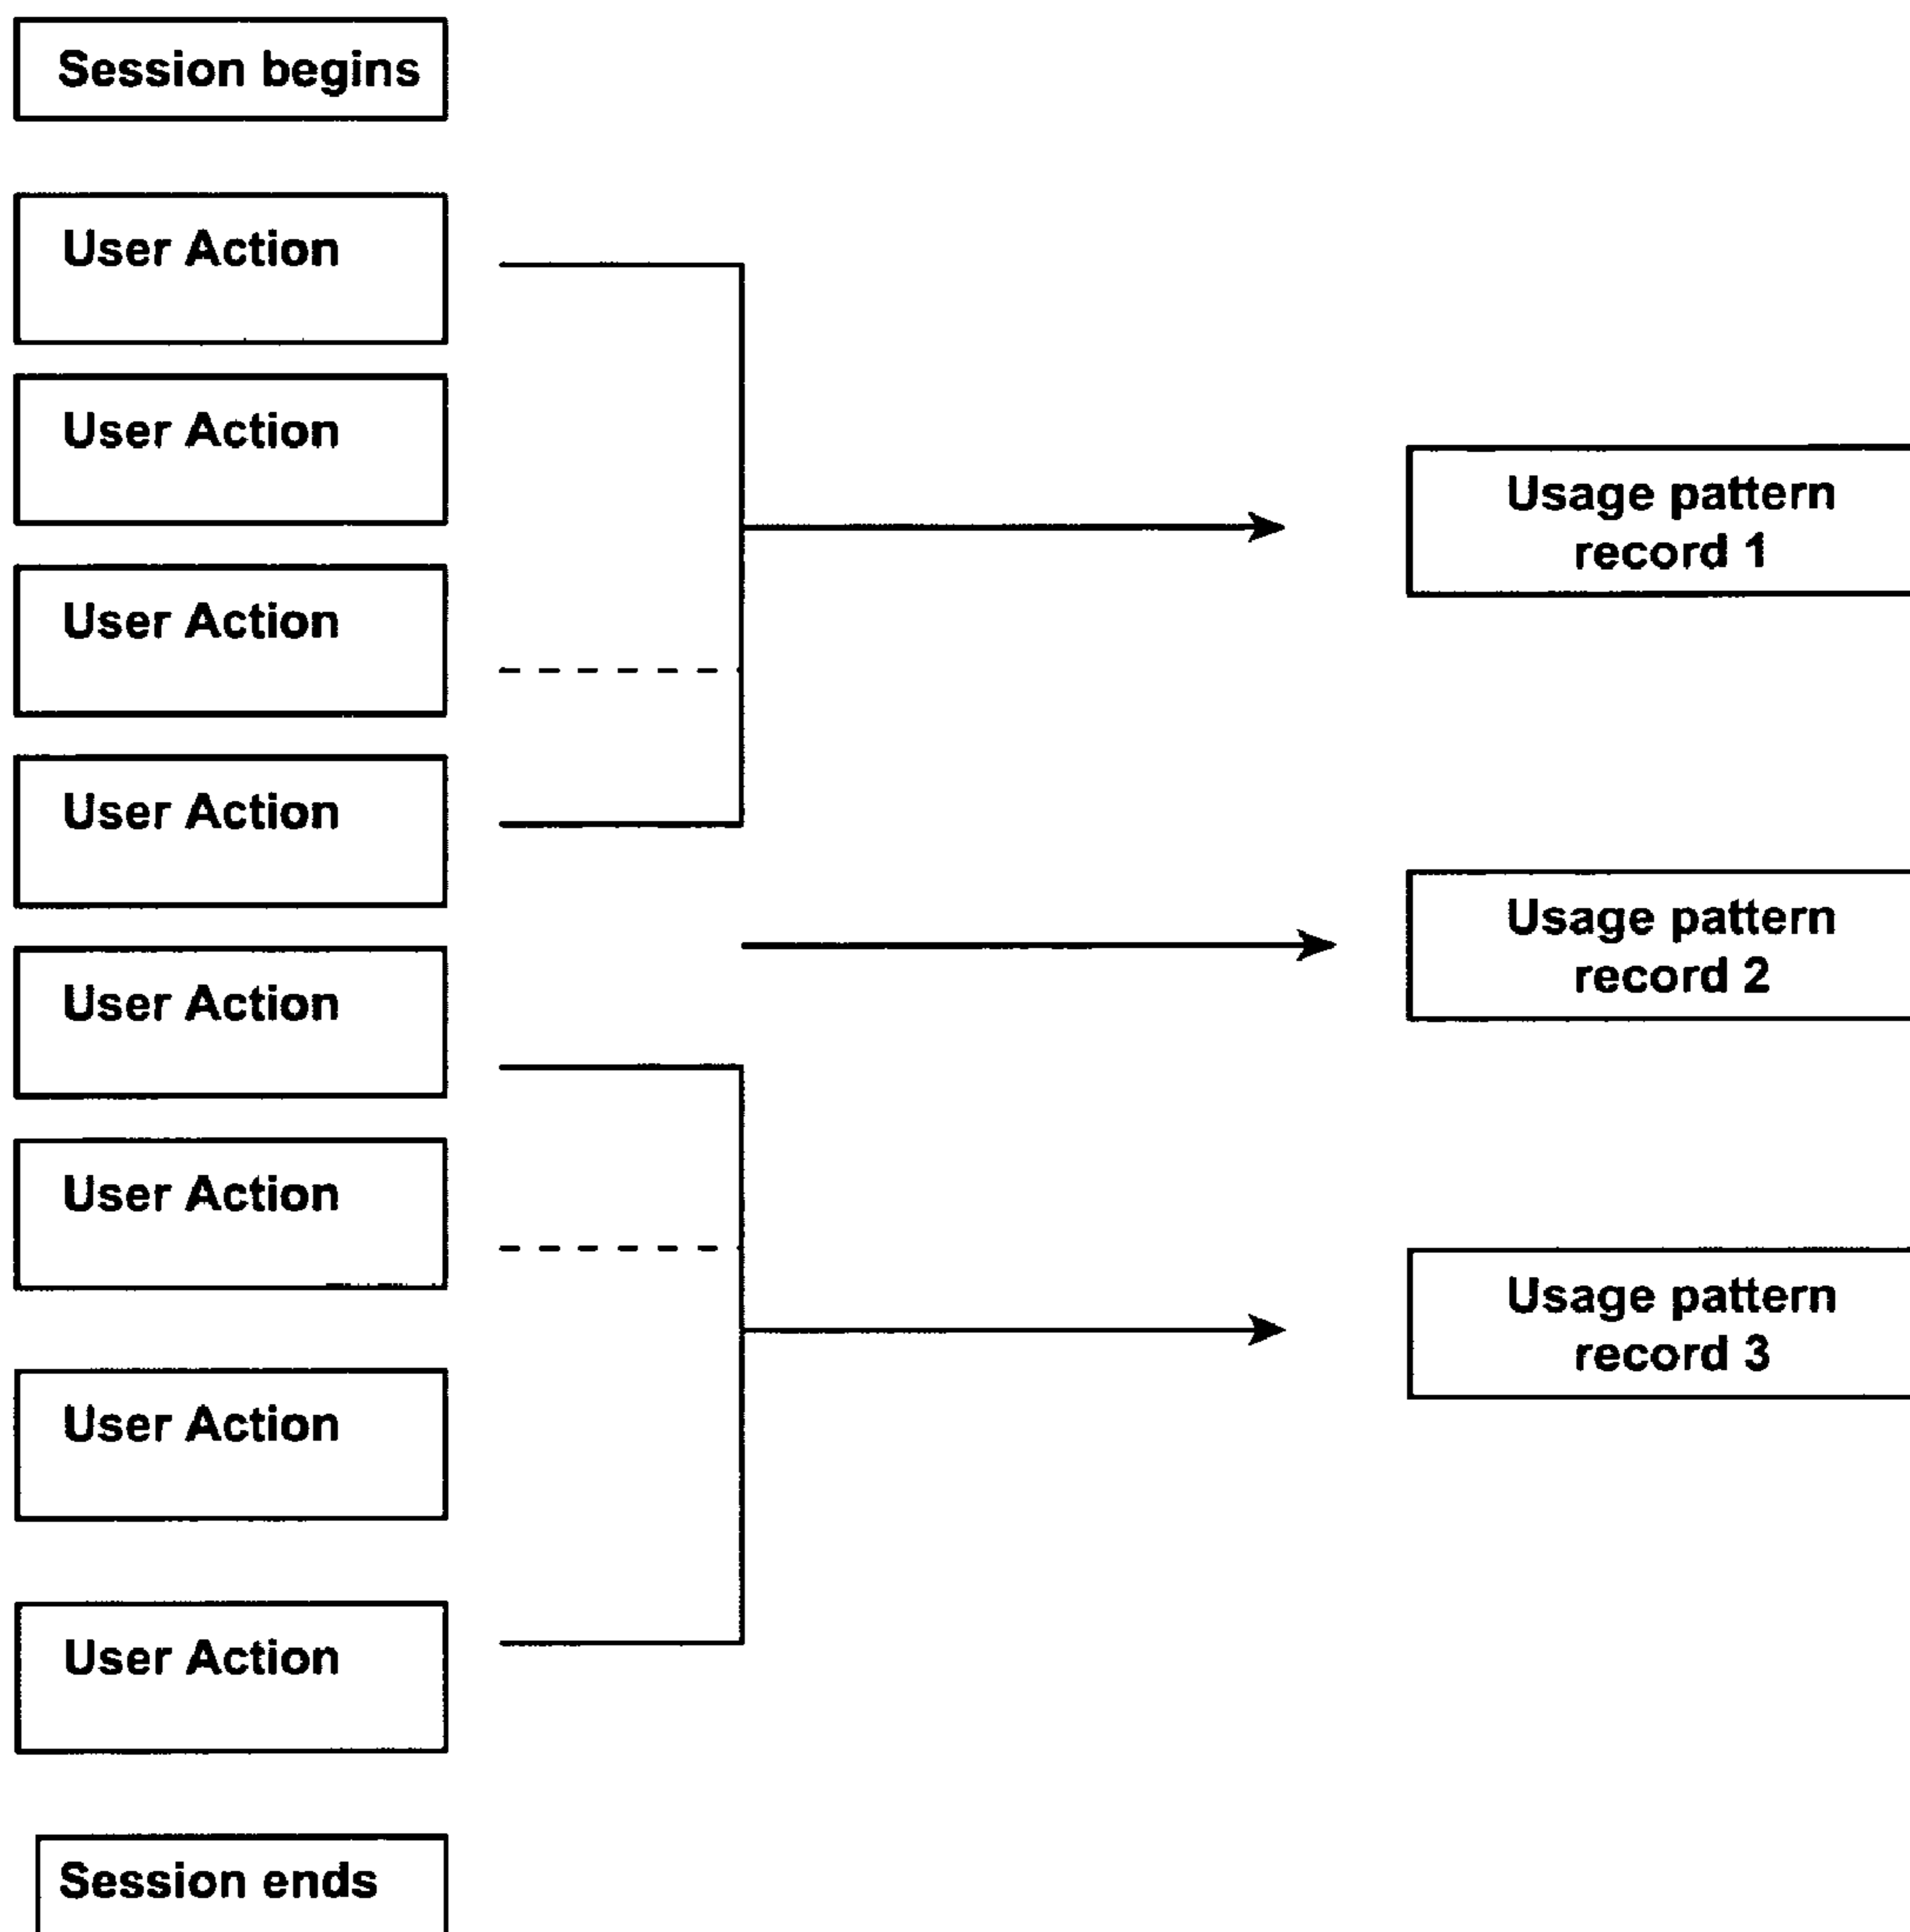 Session begins
User Action
User Action
User Action
User Action
User Action
User Action
User Action
User Action
Session ends
Usage pattern
record 1
Usage pattern
record 2
Usage pattern
record 3